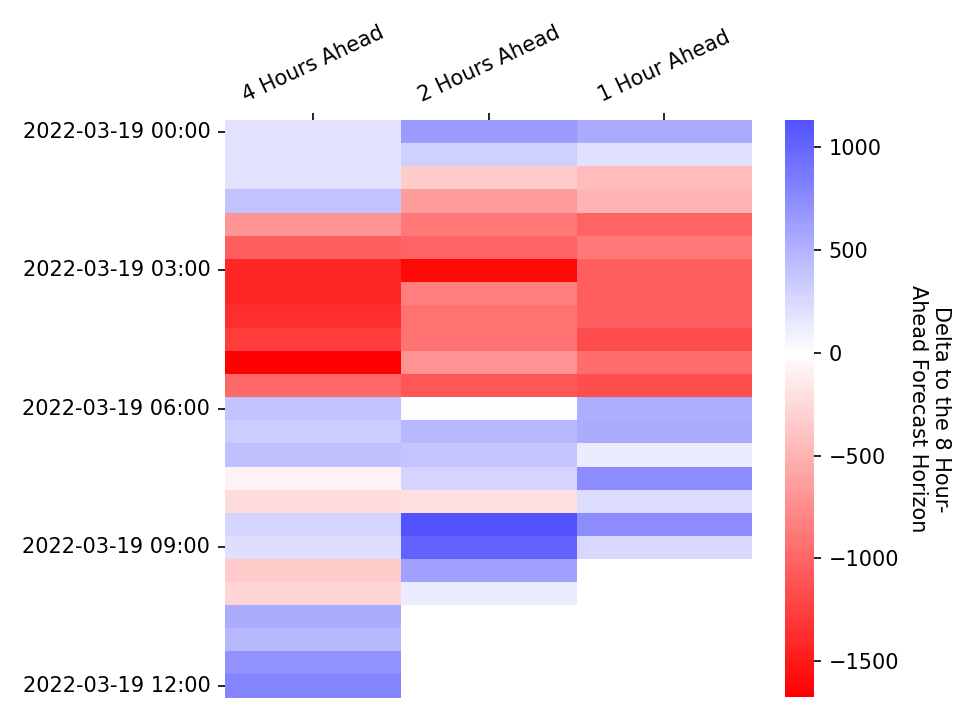 4 Hours Ahead
2 Hours Ahead
1 Hour Ahead
2022-03-19 00:00
2022-03-19 03:00
2022-03-19 06:00
2022-03-19 09:00
2022-03-19 12:00
1000
500
0
−500
−1000
−1500
Delta to the 8 Hour-
Ahead Forecast Horizon